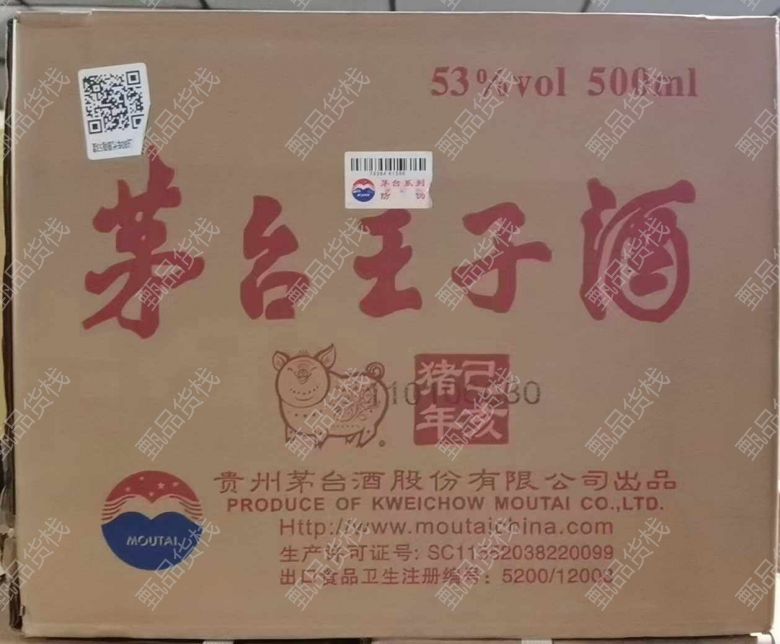 53%vol 500ml
茅台系列
防伪
茅台王子酒
己亥
猪年
贵州茅台酒股份有限公司出品
PRODUCE OF KWEICHOW MOUTAI CO.,LTD.
MOUTAI
Http://www.moutaichina.com
生产许可证号: SC11552038220099
出口食品卫生注册编号: 5200/12003
甄品货栈